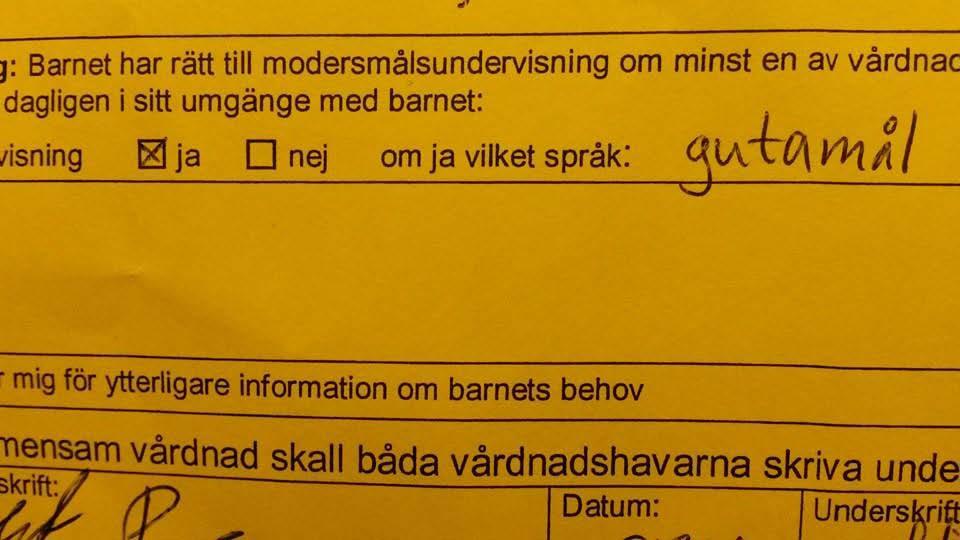 g: Barnet har rätt till modersmålsundervisning om minst en av vårdnad
dagligen i sitt umgänge med barnet:
visning ☒ ja ☐ nej om ja vilket språk: gutamål
r mig för ytterligare information om barnets behov
mensam vårdnad skall båda vårdnadshavarna skriva unde
skrift: Datum: Underskrift